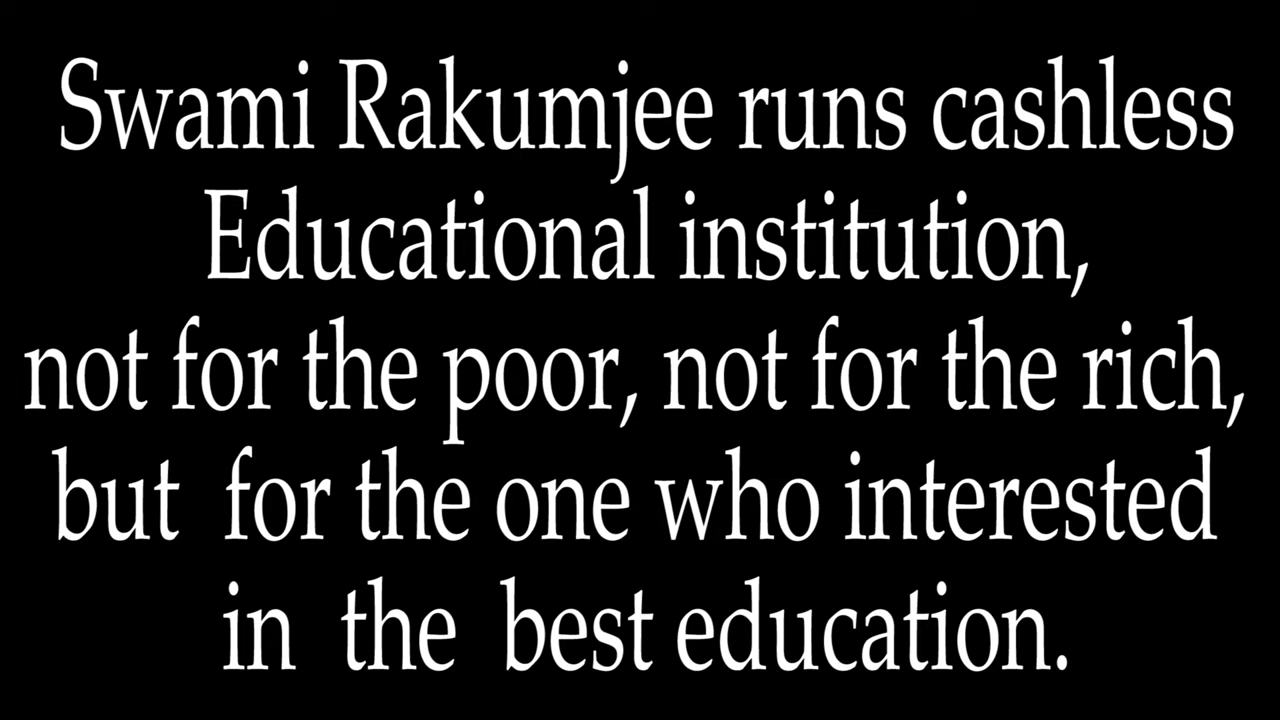 Swami Rakumjee runs cashless
Educational institution,
not for the poor, not for the rich,
but for the one who interested
in the best education.